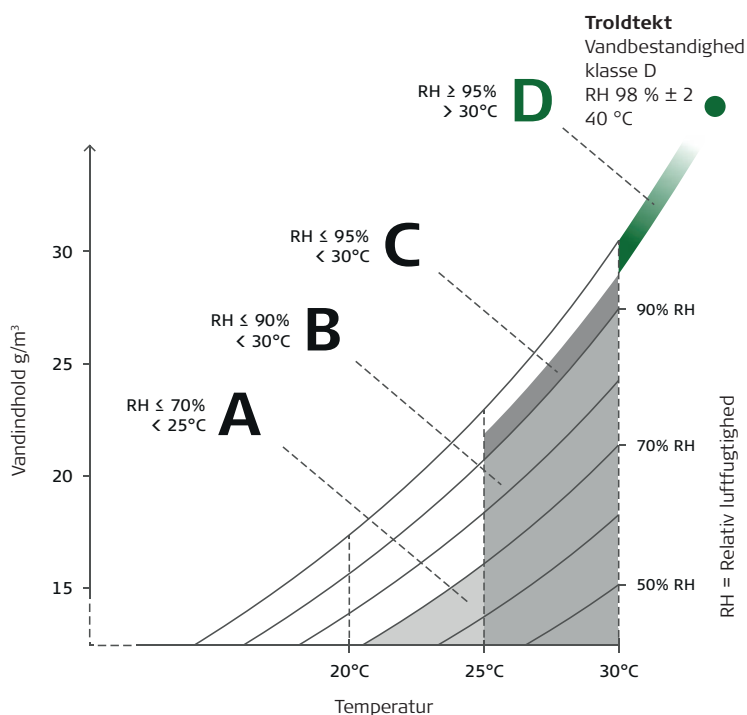 Troldtekt
Vandbestandighed
klasse D
RH 98 % ± 2
40 °C
RH ≥ 95%
> 30°C
D
RH ≤ 95%
< 30°C
C
RH ≤ 90%
< 30°C
B
RH ≤ 70%
< 25°C
A
Vandindhold g/m³
30
25
20
15
90% RH
70% RH
50% RH
RH = Relativ luftfugtighed
20°C
25°C
30°C
Temperatur